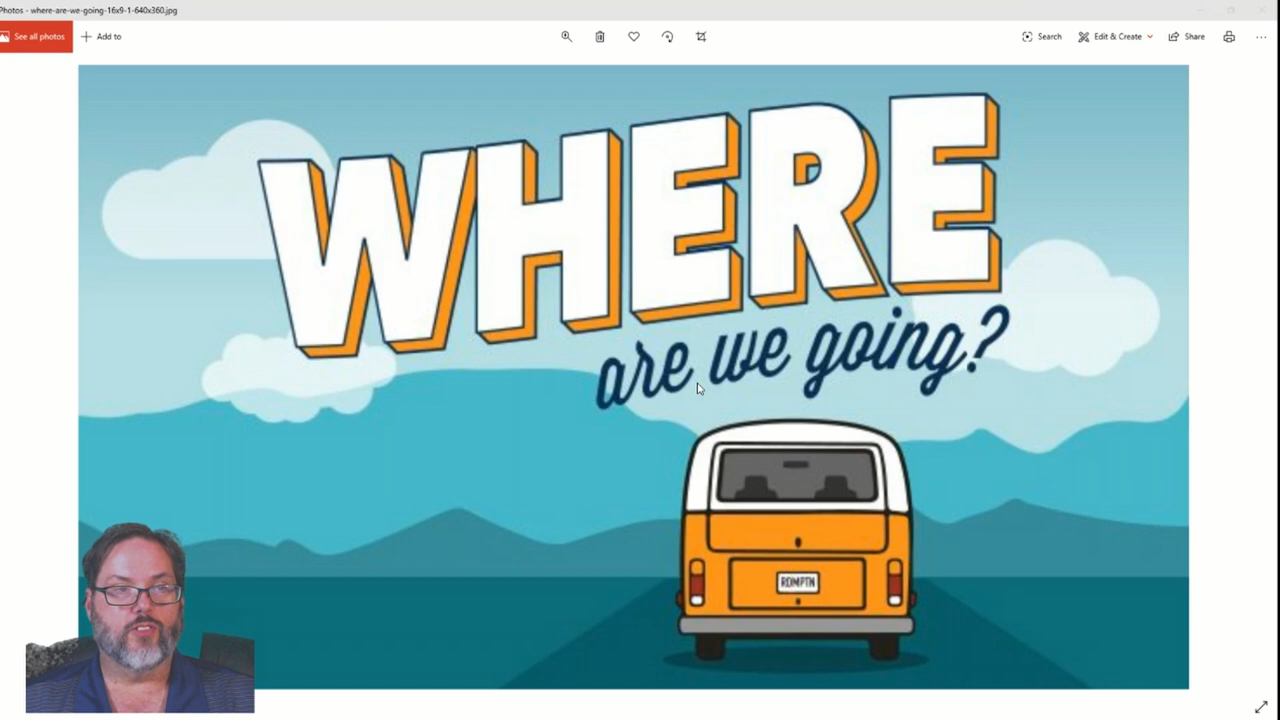 Photos - where-are-we-going-16x9-1-640x360.jpg
See all photos
Add to
Search
Edit & Create
Share
WHERE
are we going?
RDMPTN